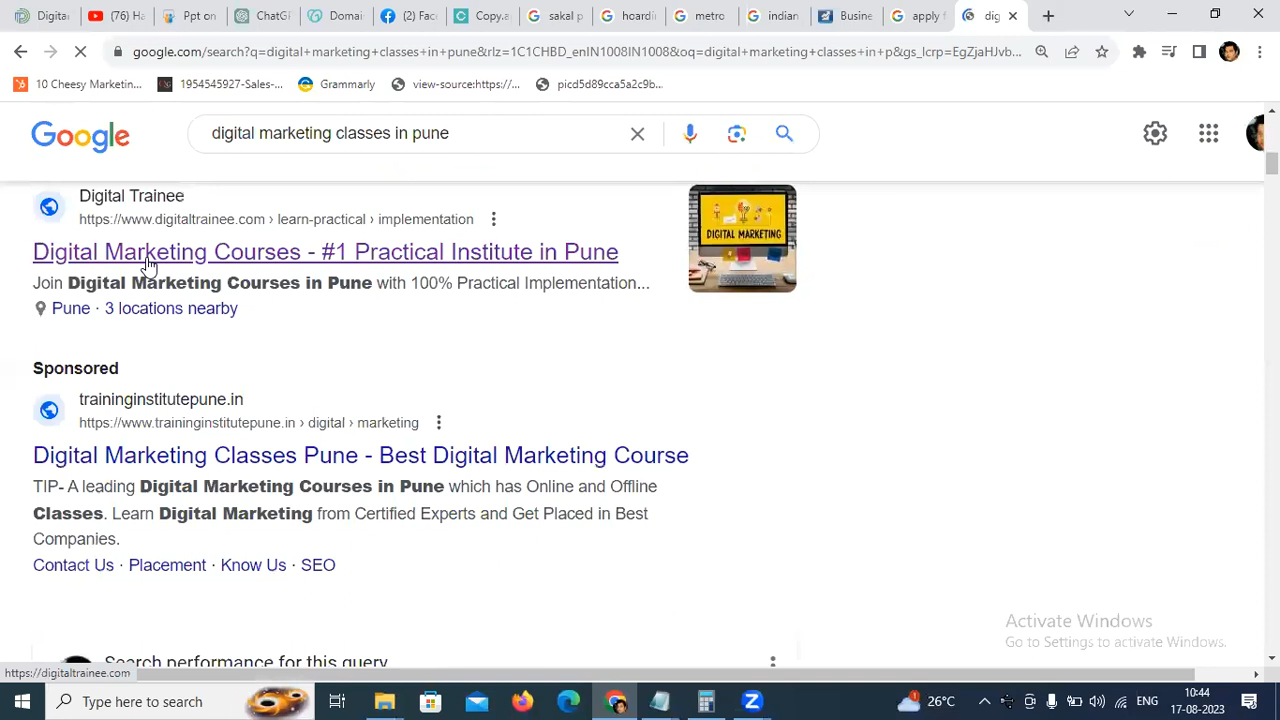 Digita
(76) Ha
Ppt on
ChatGF
Domai
(2) Fac
Copy.a
sakal p
hoardi
metro
indian
Busine
apply f
dig
google.com/search?q=digital+marketing+classes+in+pune&rlz=1C1CHBD_enIN1008IN1008&oq=digital+marketing+classes+in+p&gs_lcrp=EgZjaHJvb...
10 Cheesy Marketin...
1954545927-Sales-...
Grammarly
view-source:https://...
picd5d89cca5a2c9b...
Google
digital marketing classes in pune
Digital Trainee
https://www.digitaltrainee.com › learn-practical › implementation
Digital Marketing Courses - #1 Practical Institute in Pune
Join Digital Marketing Courses in Pune with 100% Practical Implementation...
Pune · 3 locations nearby
DIGITAL MARKETING
Sponsored
traininginstitutepune.in
https://www.traininginstitutepune.in › digital › marketing
Digital Marketing Classes Pune - Best Digital Marketing Course
TIP- A leading Digital Marketing Courses in Pune which has Online and Offline
Classes. Learn Digital Marketing from Certified Experts and Get Placed in Best
Companies.
Contact Us · Placement · Know Us · SEO
Activate Windows
Go to Settings to activate Windows.
Search performance for this query
https://digitaltrainee.com
Type here to search
26°C
ENG
10:44
17-08-2023